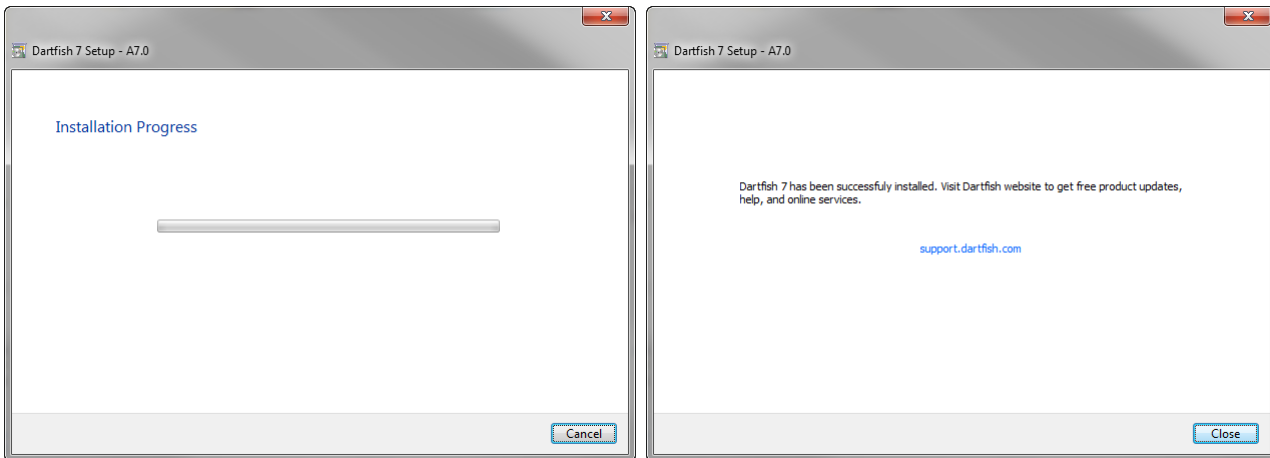 Dartfish 7 Setup - A7.0
Installation Progress
Cancel
Dartfish 7 Setup - A7.0
Dartfish 7 has been successfuly installed. Visit Dartfish website to get free product updates,
help, and online services.
support.dartfish.com
Close